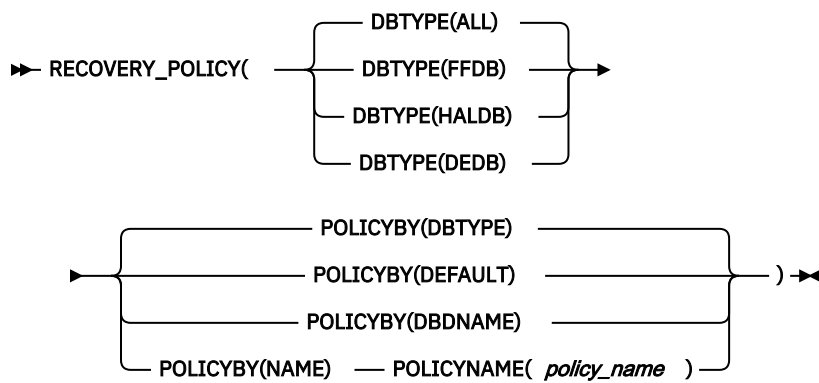 DBTYPE(ALL)
RECOVERY_POLICY( DBTYPE(FFDB)
DBTYPE(HALDB)
DBTYPE(DEDB)
POLICYBY(DBTYPE)
POLICYBY(DEFAULT) )
POLICYBY(DBDNAME)
POLICYBY(NAME) POLICYNAME( policy_name )